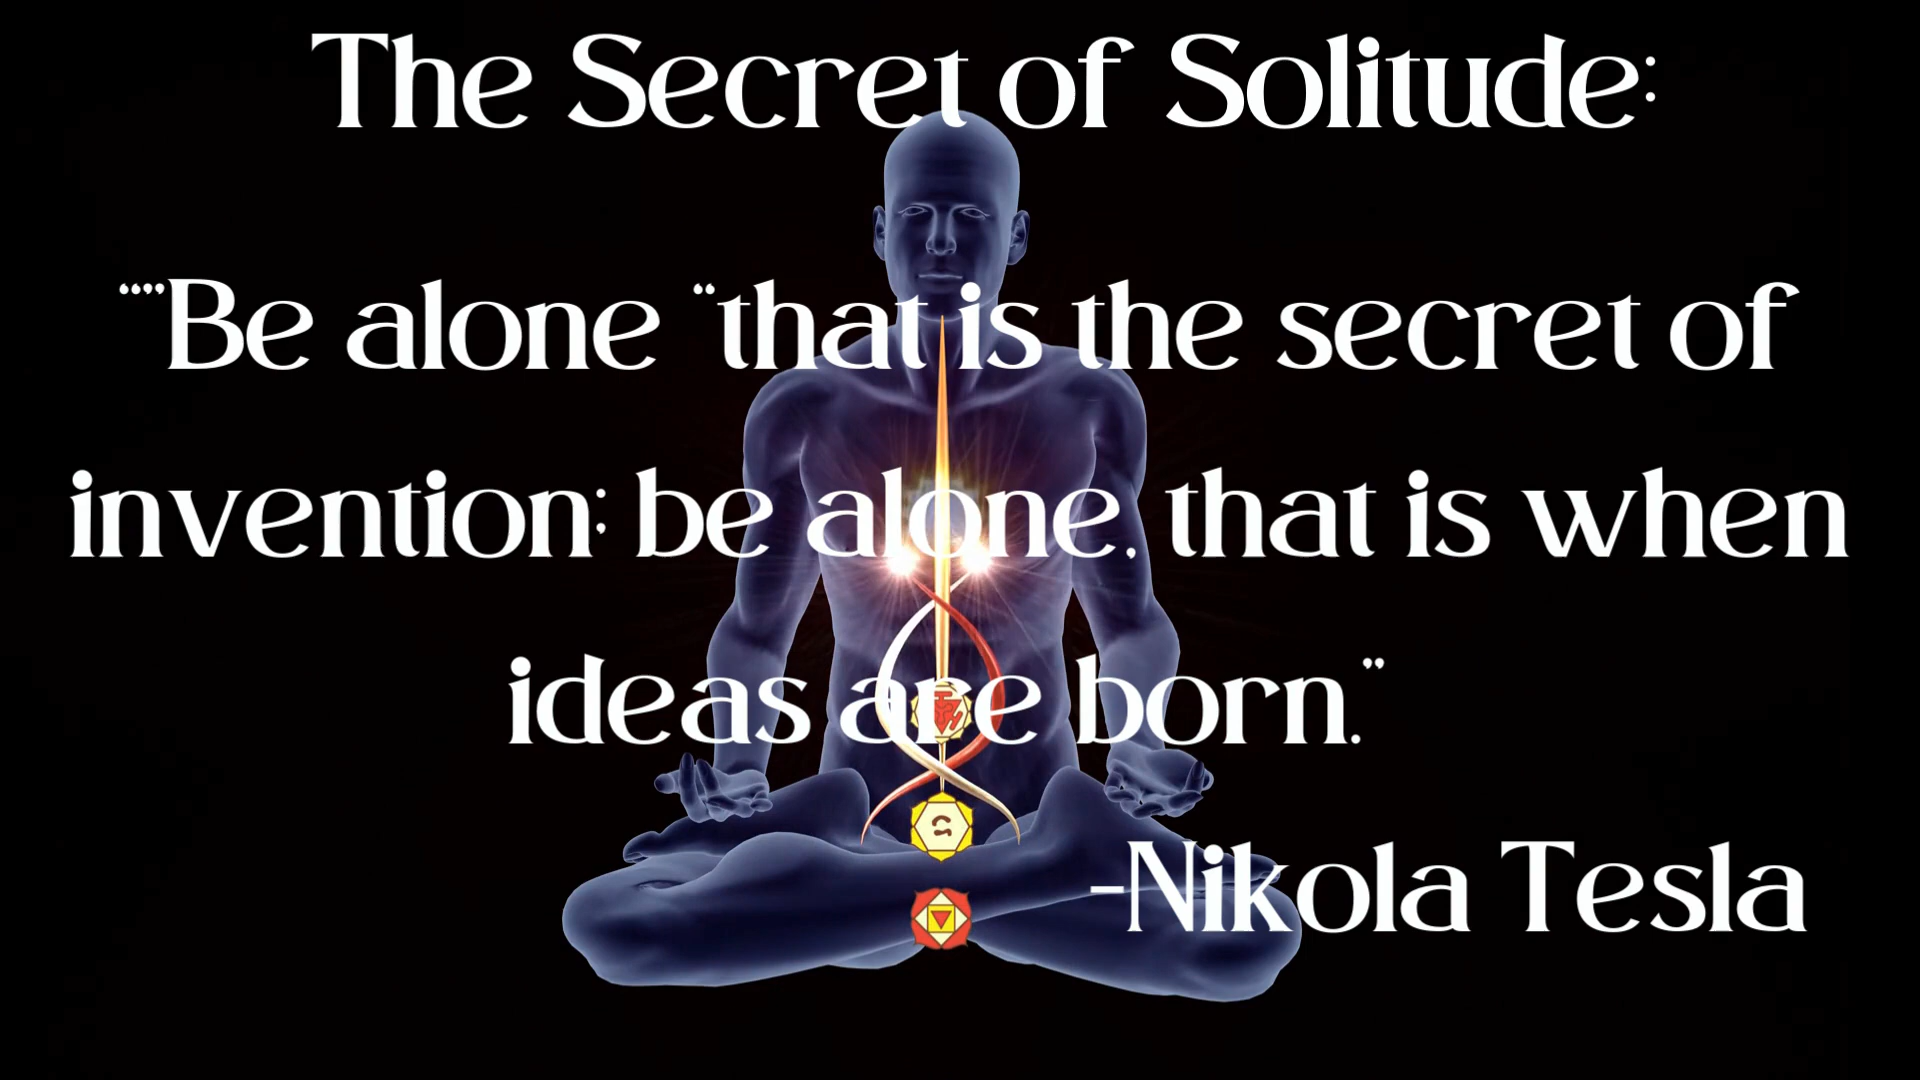 The Secret of Solitude:
“””Be alone “that is the secret of
invention; be alone, that is when
ideas are born.”
-Nikola Tesla